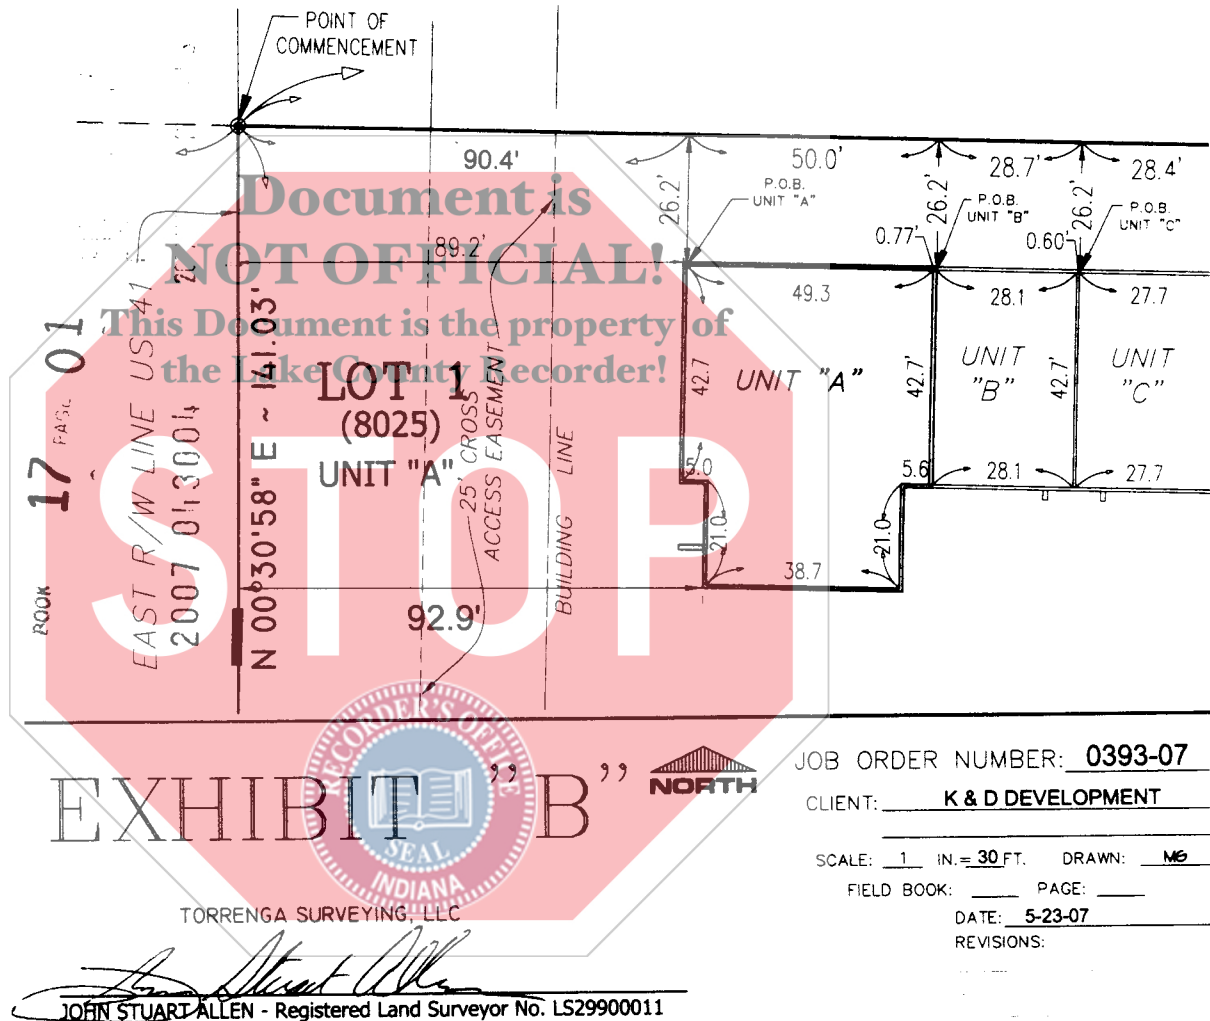 POINT OF
COMMENCEMENT
90.4'
50.0'
28.7'
28.4'
26.2'
P.O.B.
UNIT "A"
26.2'
P.O.B.
UNIT "B"
26.2'
P.O.B.
UNIT "C"
Document is
NOT OFFICIAL!
This Document is the property of
the Lake County Recorder!
STOP
89.2'
0.77'
0.60'
49.3
28.1
27.7
EAST R/W LINE US 41
N 00°30'58" E ~ 141.03'
LOT 1
(8025)
UNIT "A"
25' CROSS
ACCESS EASEMENT
BUILDING LINE
42.7'
UNIT "A"
42.7'
UNIT
"B"
42.7'
UNIT
"C"
5.0
5.6
28.1
27.7
21.0
21.0
38.7
92.9'
BOOK 17 PAGE 01
2007 043004
EXHIBIT "B"
RECORDER'S OFFICE
SEAL
INDIANA
NORTH
JOB ORDER NUMBER: 0393-07
CLIENT: K & D DEVELOPMENT
SCALE: 1 IN.= 30 FT. DRAWN: MG
FIELD BOOK: PAGE:
DATE: 5-23-07
REVISIONS:
TORRENGA SURVEYING, LLC
JOHN STUART ALLEN - Registered Land Surveyor No. LS29900011